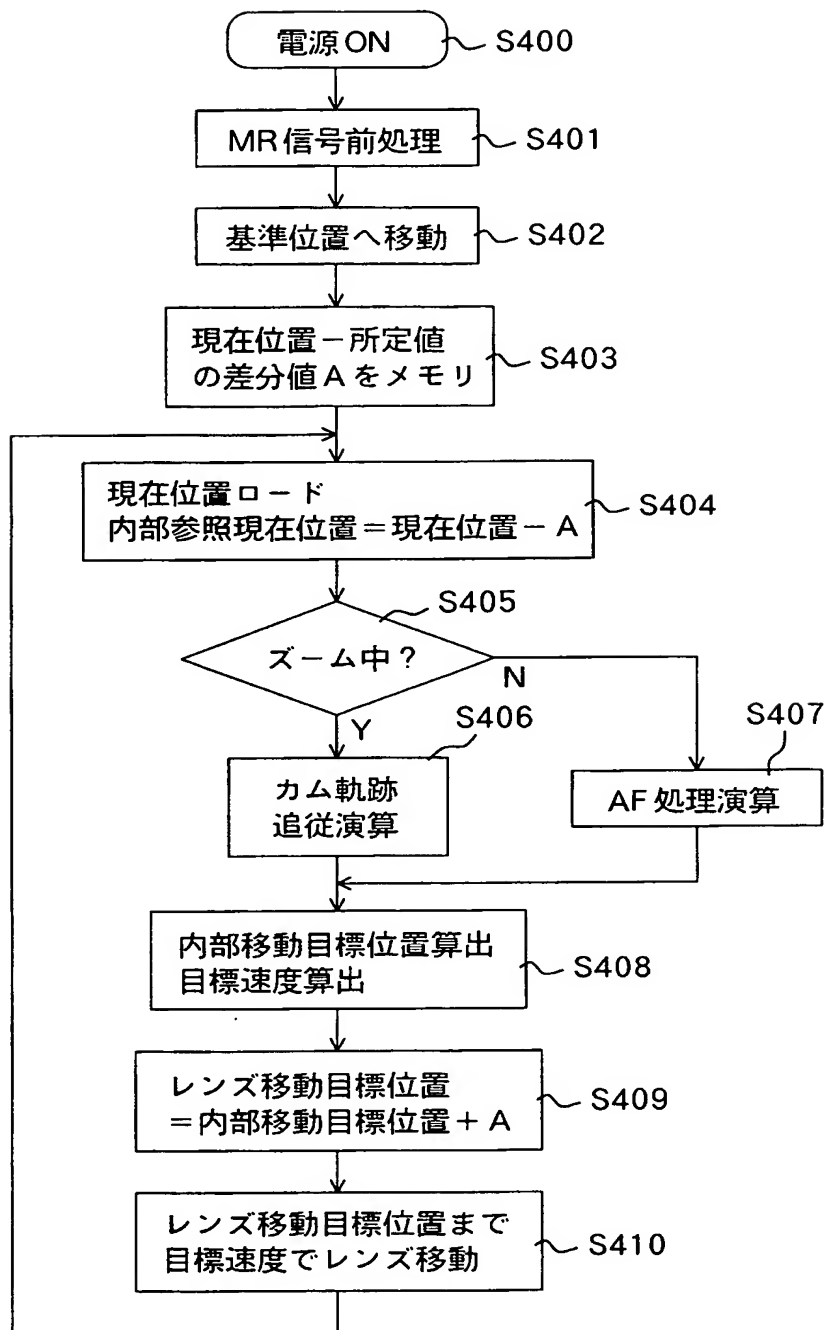 電源ON
S400
MR信号前処理
S401
基準位置へ移動
S402
現在位置－所定値
の差分値Aをメモリ
S403
現在位置ロード
内部参照現在位置＝現在位置－A
S404
S405
ズーム中？
N
Y
S406
カム軌跡
追従演算
S407
AF処理演算
内部移動目標位置算出
目標速度算出
S408
レンズ移動目標位置
＝内部移動目標位置＋A
S409
レンズ移動目標位置まで
目標速度でレンズ移動
S410